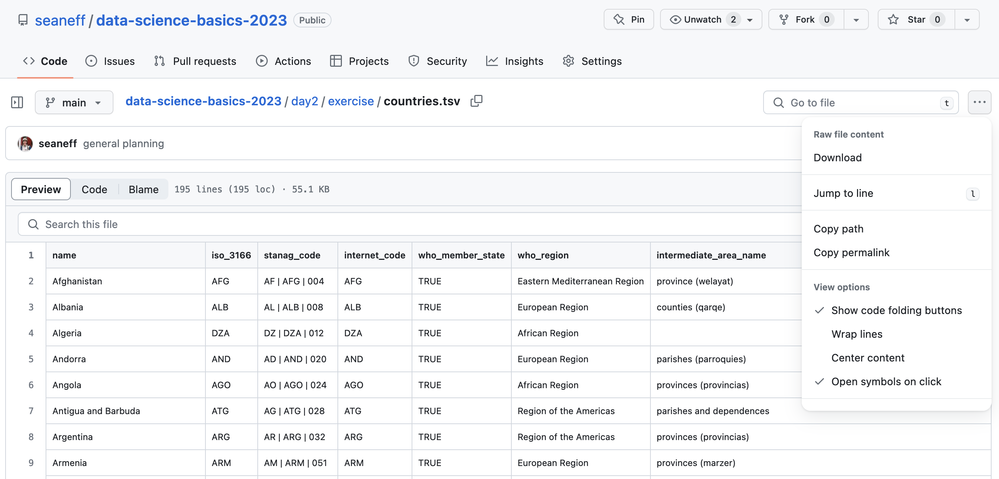 seaneff / data-science-basics-2023 Public Pin Unwatch 2 Fork 0 Star 0
Code Issues Pull requests Actions Projects Security Insights Settings
main data-science-basics-2023 / day2 / exercise / countries.tsv Go to file t ...
seaneff general planning
Preview Code Blame 195 lines (195 loc) · 55.1 KB
Search this file
1 name iso_3166 stanag_code internet_code who_member_state who_region intermediate_area_name
2 Afghanistan AFG AF | AFG | 004 AFG TRUE Eastern Mediterranean Region province (welayat)
3 Albania ALB AL | ALB | 008 ALB TRUE European Region counties (qarqe)
4 Algeria DZA DZ | DZA | 012 DZA TRUE African Region
5 Andorra AND AD | AND | 020 AND TRUE European Region parishes (parroquies)
6 Angola AGO AO | AGO | 024 AGO TRUE African Region provinces (provincias)
7 Antigua and Barbuda ATG AG | ATG | 028 ATG TRUE Region of the Americas parishes and dependences
8 Argentina ARG AR | ARG | 032 ARG TRUE Region of the Americas provinces (provincias)
9 Armenia ARM AM | ARM | 051 ARM TRUE European Region provinces (marzer)
Raw file content
Download
Jump to line l
Copy path
Copy permalink
View options
Show code folding buttons
Wrap lines
Center content
Open symbols on click